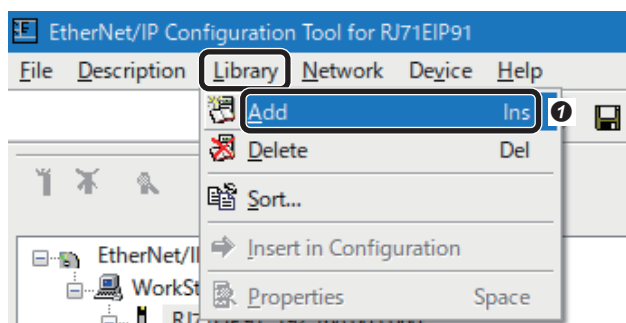 EtherNet/IP Configuration Tool for RJ71EIP91
File Description Library Network Device Help
Add Ins 1
Delete Del
Sort...
Insert in Configuration
Properties Space
EtherNet/I
WorkSt